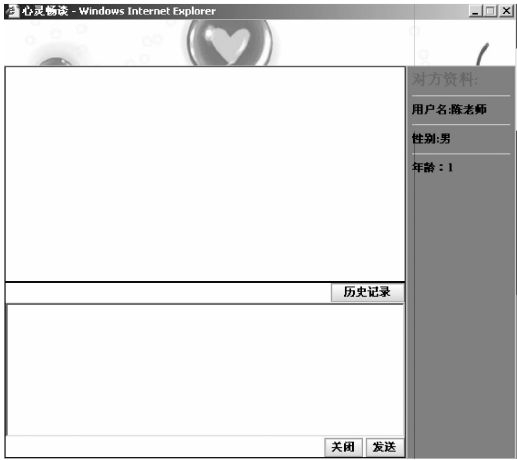 心灵畅谈 - Windows Internet Explorer
对方资料:
用户名:陈老师
性别:男
年龄：1
历史记录
关闭 发送